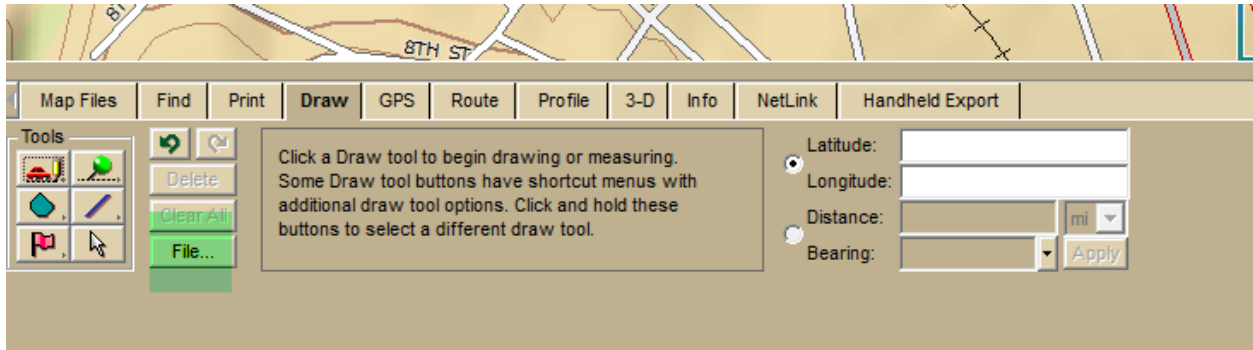 8TH ST
Map Files Find Print Draw GPS Route Profile 3-D Info NetLink Handheld Export
Tools
Delete
Clear All
File...
Click a Draw tool to begin drawing or measuring.
Some Draw tool buttons have shortcut menus with
additional draw tool options. Click and hold these
buttons to select a different draw tool.
Latitude:
Longitude:
Distance: mi
Bearing: Apply